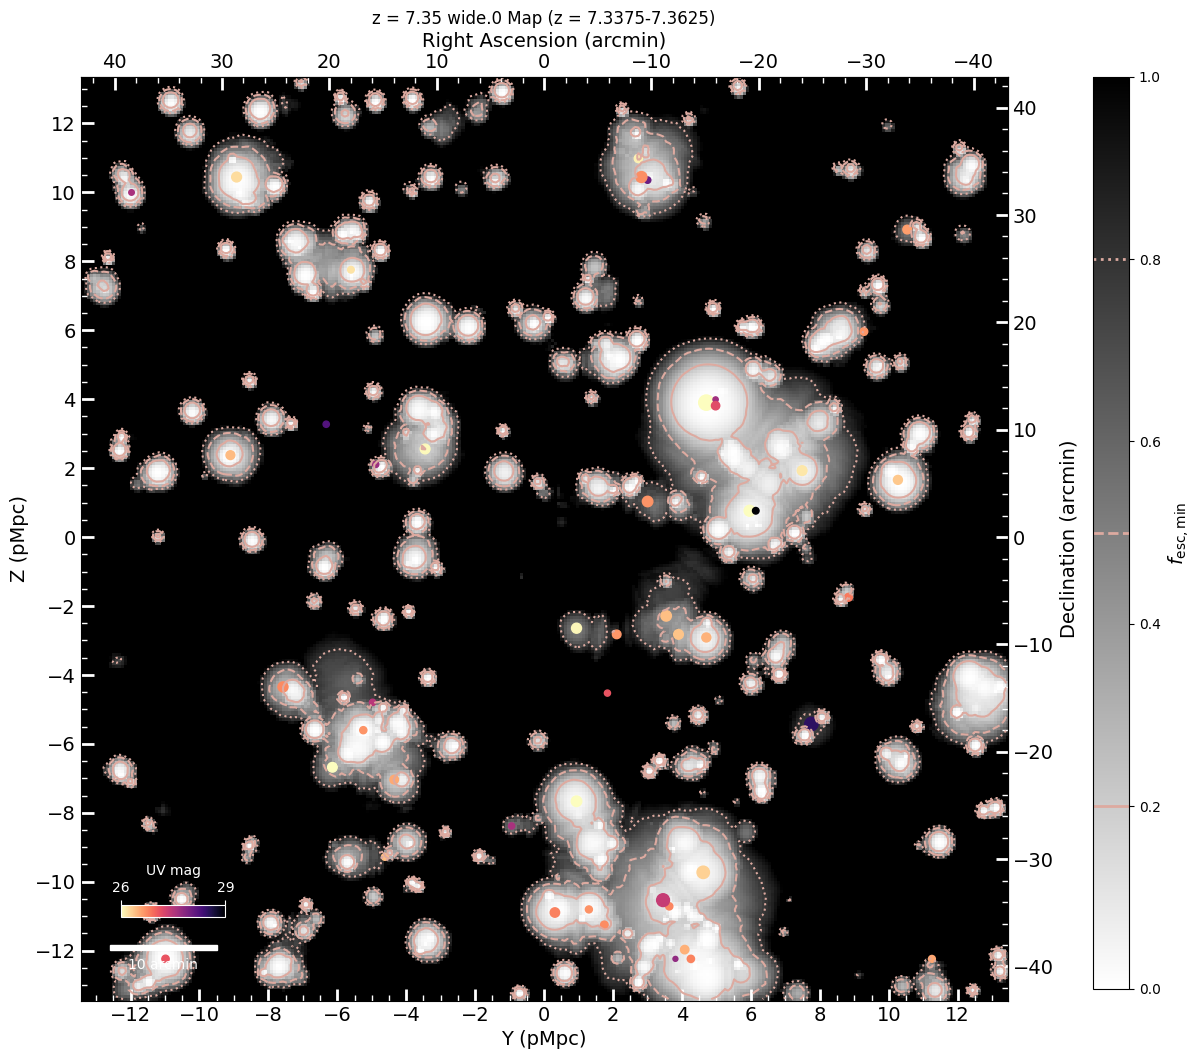 z = 7.35 wide.0 Map (z = 7.3375-7.3625)
Right Ascension (arcmin)
40 30 20 10 0 −10 −20 −30 −40
12
10
8
6
4
2
0
−2
−4
−6
−8
−10
−12
Z (pMpc)
40
30
20
10
0
−10
−20
−30
−40
Declination (arcmin)
1.0
0.8
0.6
0.4
0.2
0.0
fesc,min
UV mag
26 29
10 arcmin
−12 −10 −8 −6 −4 −2 0 2 4 6 8 10 12
Y (pMpc)